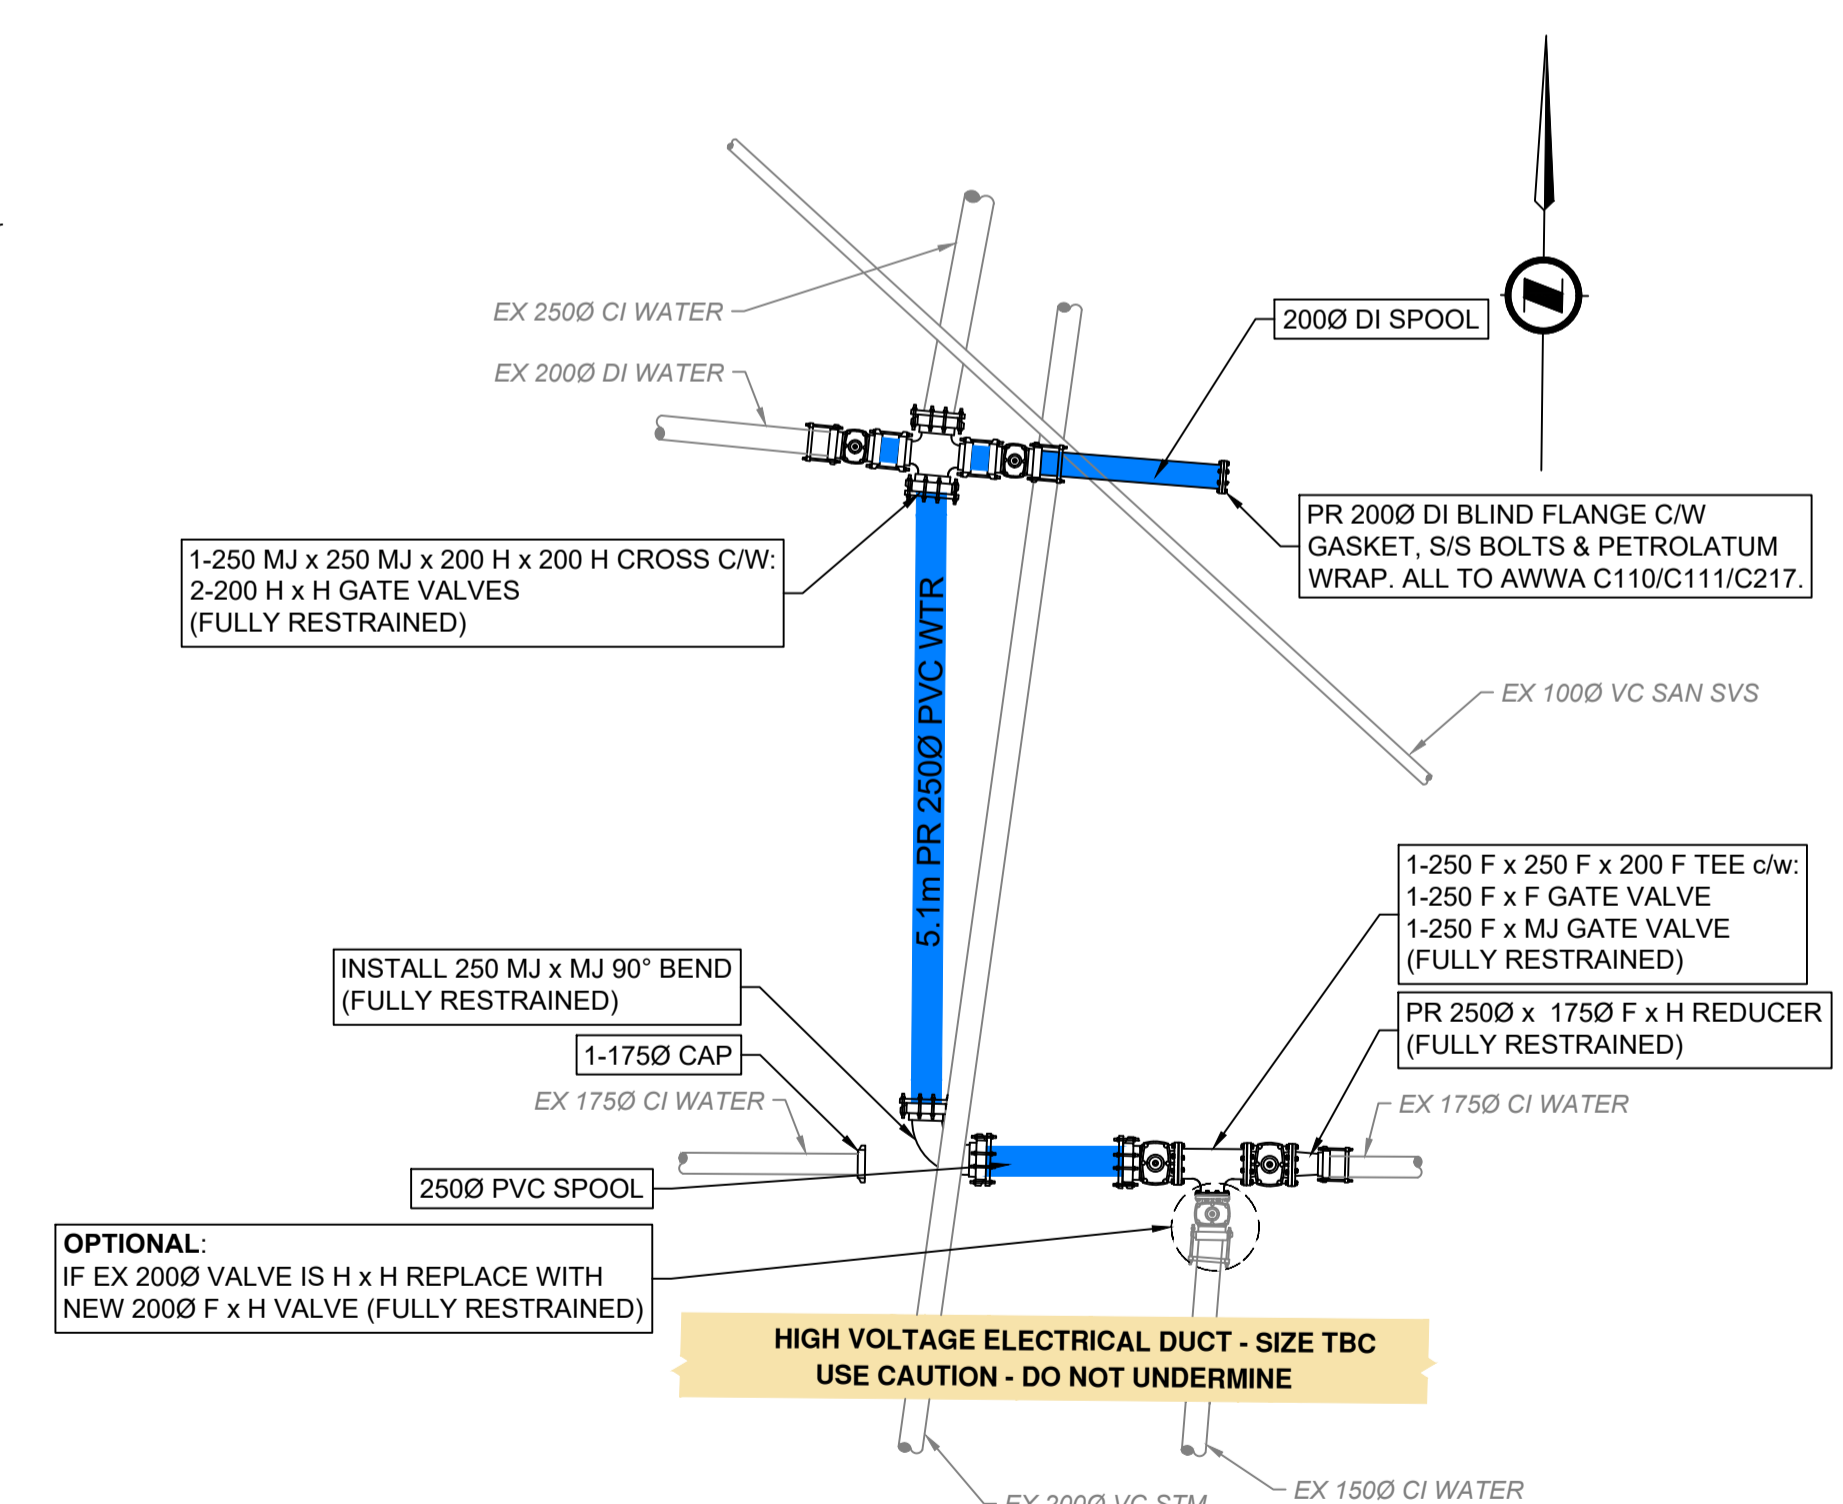 EX 250Ø CI WATER
EX 200Ø DI WATER
200Ø DI SPOOL
PR 200Ø DI BLIND FLANGE C/W
GASKET, S/S BOLTS & PETROLATUM
WRAP. ALL TO AWWA C110/C111/C217.
1-250 MJ x 250 MJ x 200 H x 200 H CROSS C/W:
2-200 H x H GATE VALVES
(FULLY RESTRAINED)
5.1m PR 250Ø PVC WTR
EX 100Ø VC SAN SVS
1-250 F x 250 F x 200 F TEE c/w:
1-250 F x F GATE VALVE
1-250 F x MJ GATE VALVE
(FULLY RESTRAINED)
INSTALL 250 MJ x MJ 90° BEND
(FULLY RESTRAINED)
PR 250Ø x 175Ø F x H REDUCER
(FULLY RESTRAINED)
1-175Ø CAP
EX 175Ø CI WATER
EX 175Ø CI WATER
250Ø PVC SPOOL
OPTIONAL:
IF EX 200Ø VALVE IS H x H REPLACE WITH
NEW 200Ø F x H VALVE (FULLY RESTRAINED)
HIGH VOLTAGE ELECTRICAL DUCT - SIZE TBC
USE CAUTION - DO NOT UNDERMINE
EX 150Ø CI WATER
EX 200Ø VC STM